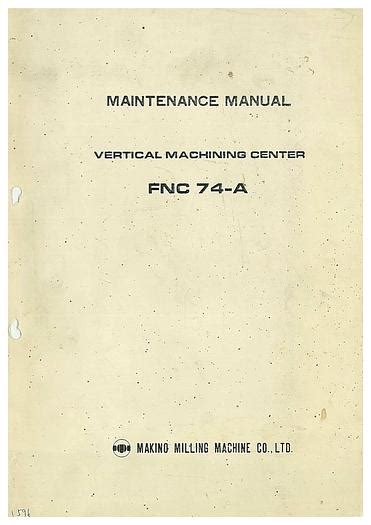 MAINTENANCE MANUAL
VERTICAL MACHINING CENTER
FNC 74-A
MAKINO MILLING MACHINE CO., LTD.